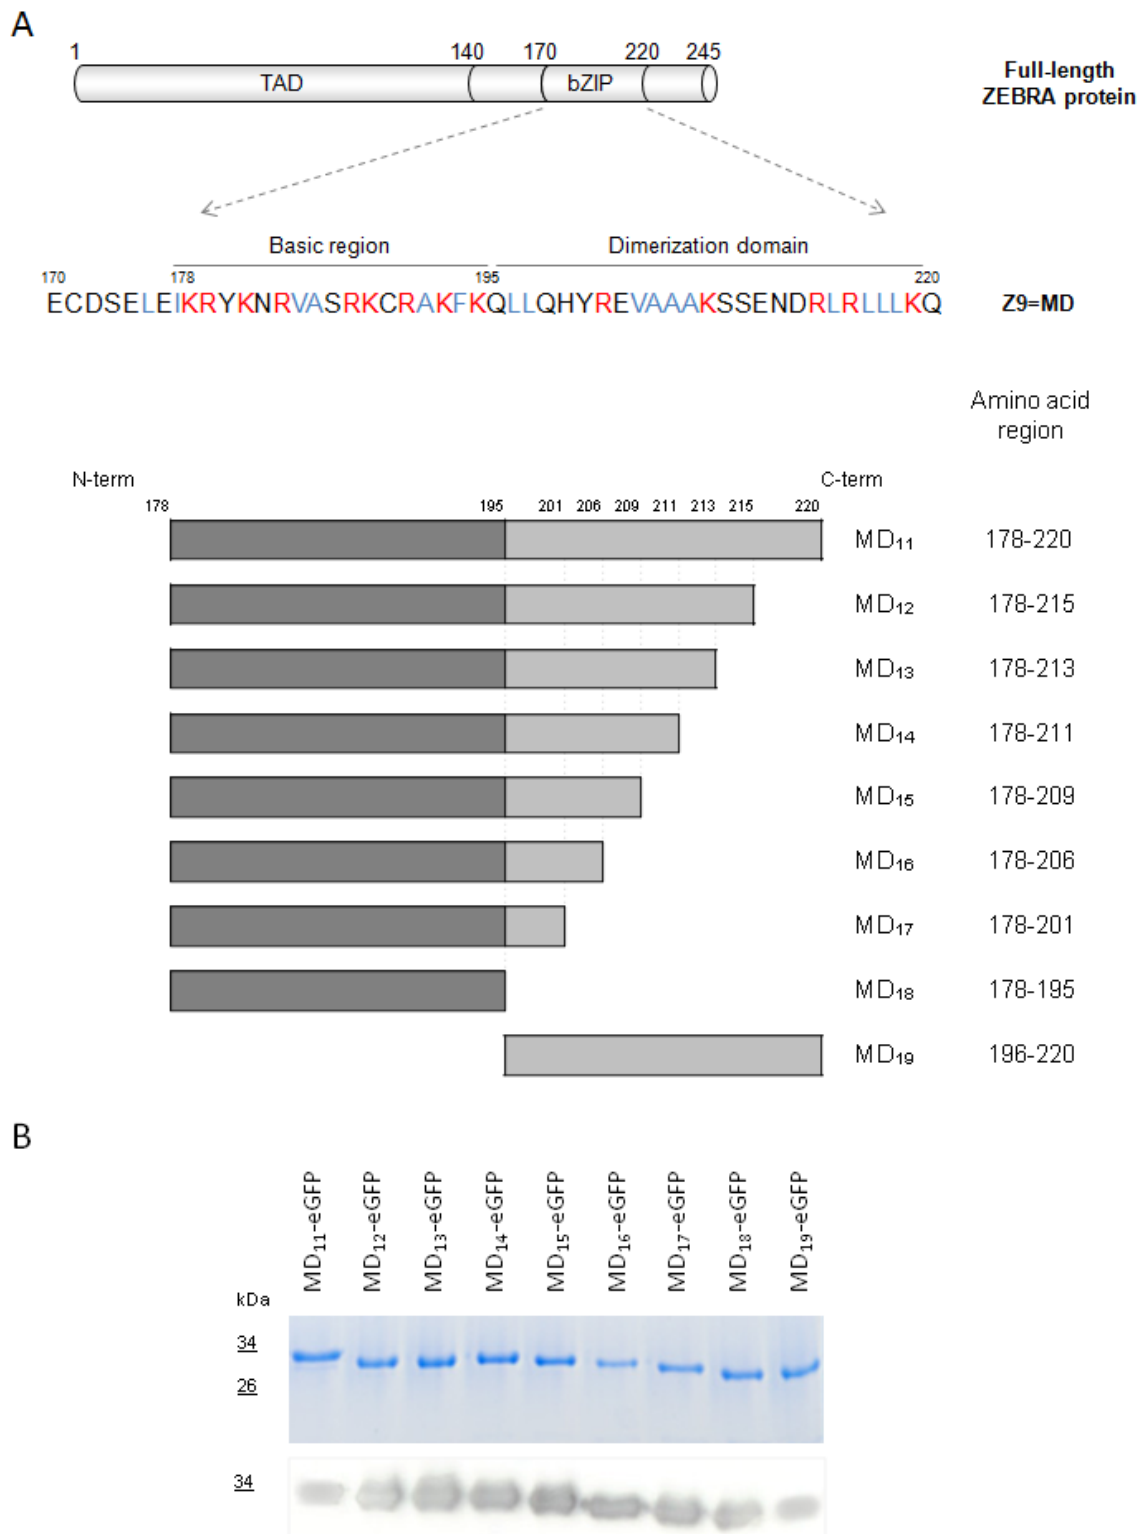 A
1 140 170 220 245
TAD bZIP
Full-length
ZEBRA protein
Basic region Dimerization domain
170 178 195 220
ECDSELEIKRYKNRVASRKCRAKFKQLLQHYREVAAAKSSENDRLRLLLKQ Z9=MD
Amino acid
region
N-term C-term
178 195 201 206 209 211 213 215 220
MD11 178-220
MD12 178-215
MD13 178-213
MD14 178-211
MD15 178-209
MD16 178-206
MD17 178-201
MD18 178-195
MD19 196-220
B
MD11-eGFP
MD12-eGFP
MD13-eGFP
MD14-eGFP
MD15-eGFP
MD16-eGFP
MD17-eGFP
MD18-eGFP
MD19-eGFP
kDa
34
26
34